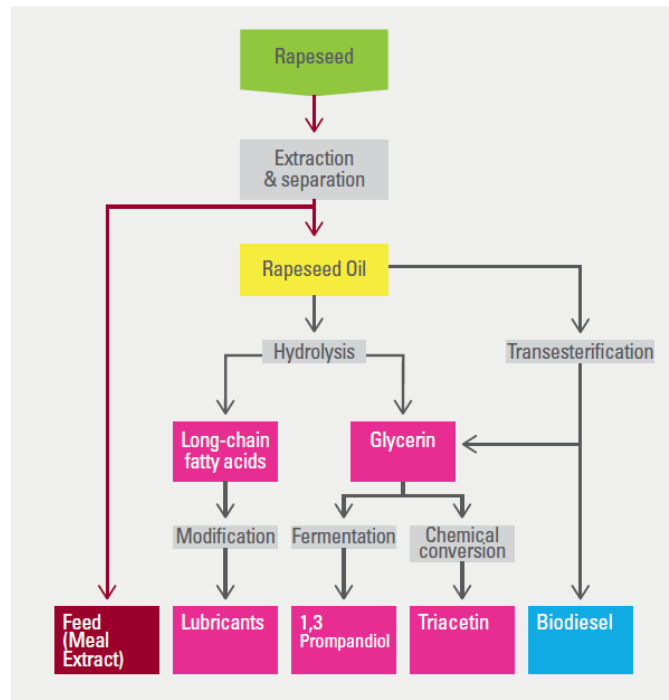 Rapeseed
Extraction
& separation
Rapeseed Oil
Hydrolysis
Transesterification
Long-chain
fatty acids
Glycerin
Modification
Fermentation
Chemical
conversion
Feed
(Meal
Extract)
Lubricants
1,3
Prompandiol
Triacetin
Biodiesel